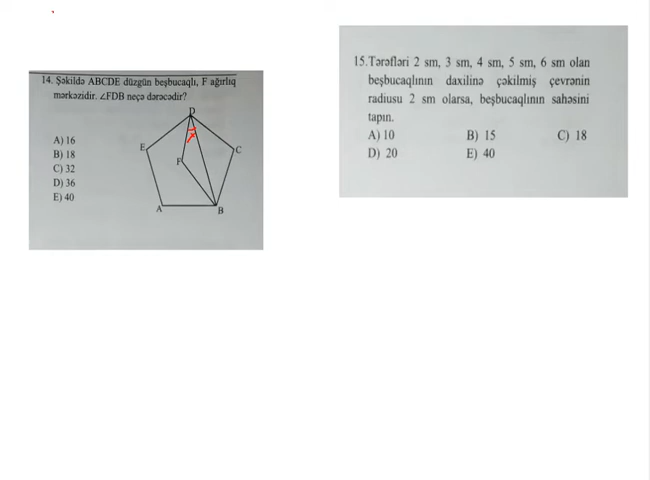 14. Şəkildə ABCDE düzgün beşbucaqlı, F ağırlıq
mərkəzidir. ∠FDB neçə dərəcədir?
A) 16
B) 18
C) 32
D) 36
E) 40
D
E
C
F
A
B
15.Tərəfləri 2 sm, 3 sm, 4 sm, 5 sm, 6 sm olan
beşbucaqlının daxilinə çəkilmiş çevrənin
radiusu 2 sm olarsa, beşbucaqlının sahəsini
tapın.
A) 10 B) 15 C) 18
D) 20 E) 40